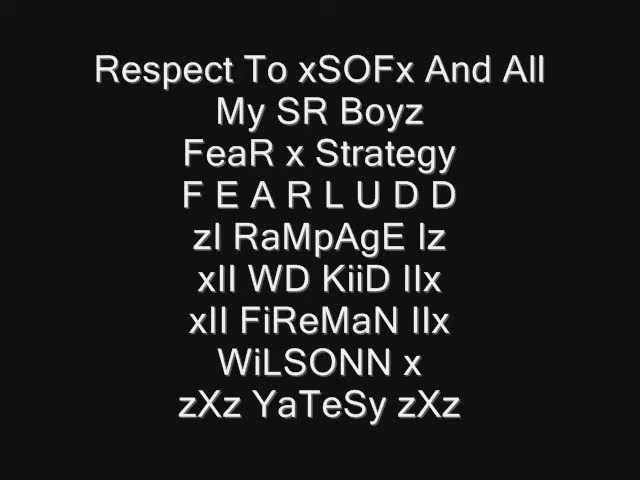 Respect To xSOFx And All
My SR Boyz
FeaR x Strategy
F E A R L U D D
zI RaMpAgE Iz
xII WD KiiD IIx
xII FiReMaN IIx
WiLSONN x
zXz YaTeSy zXz